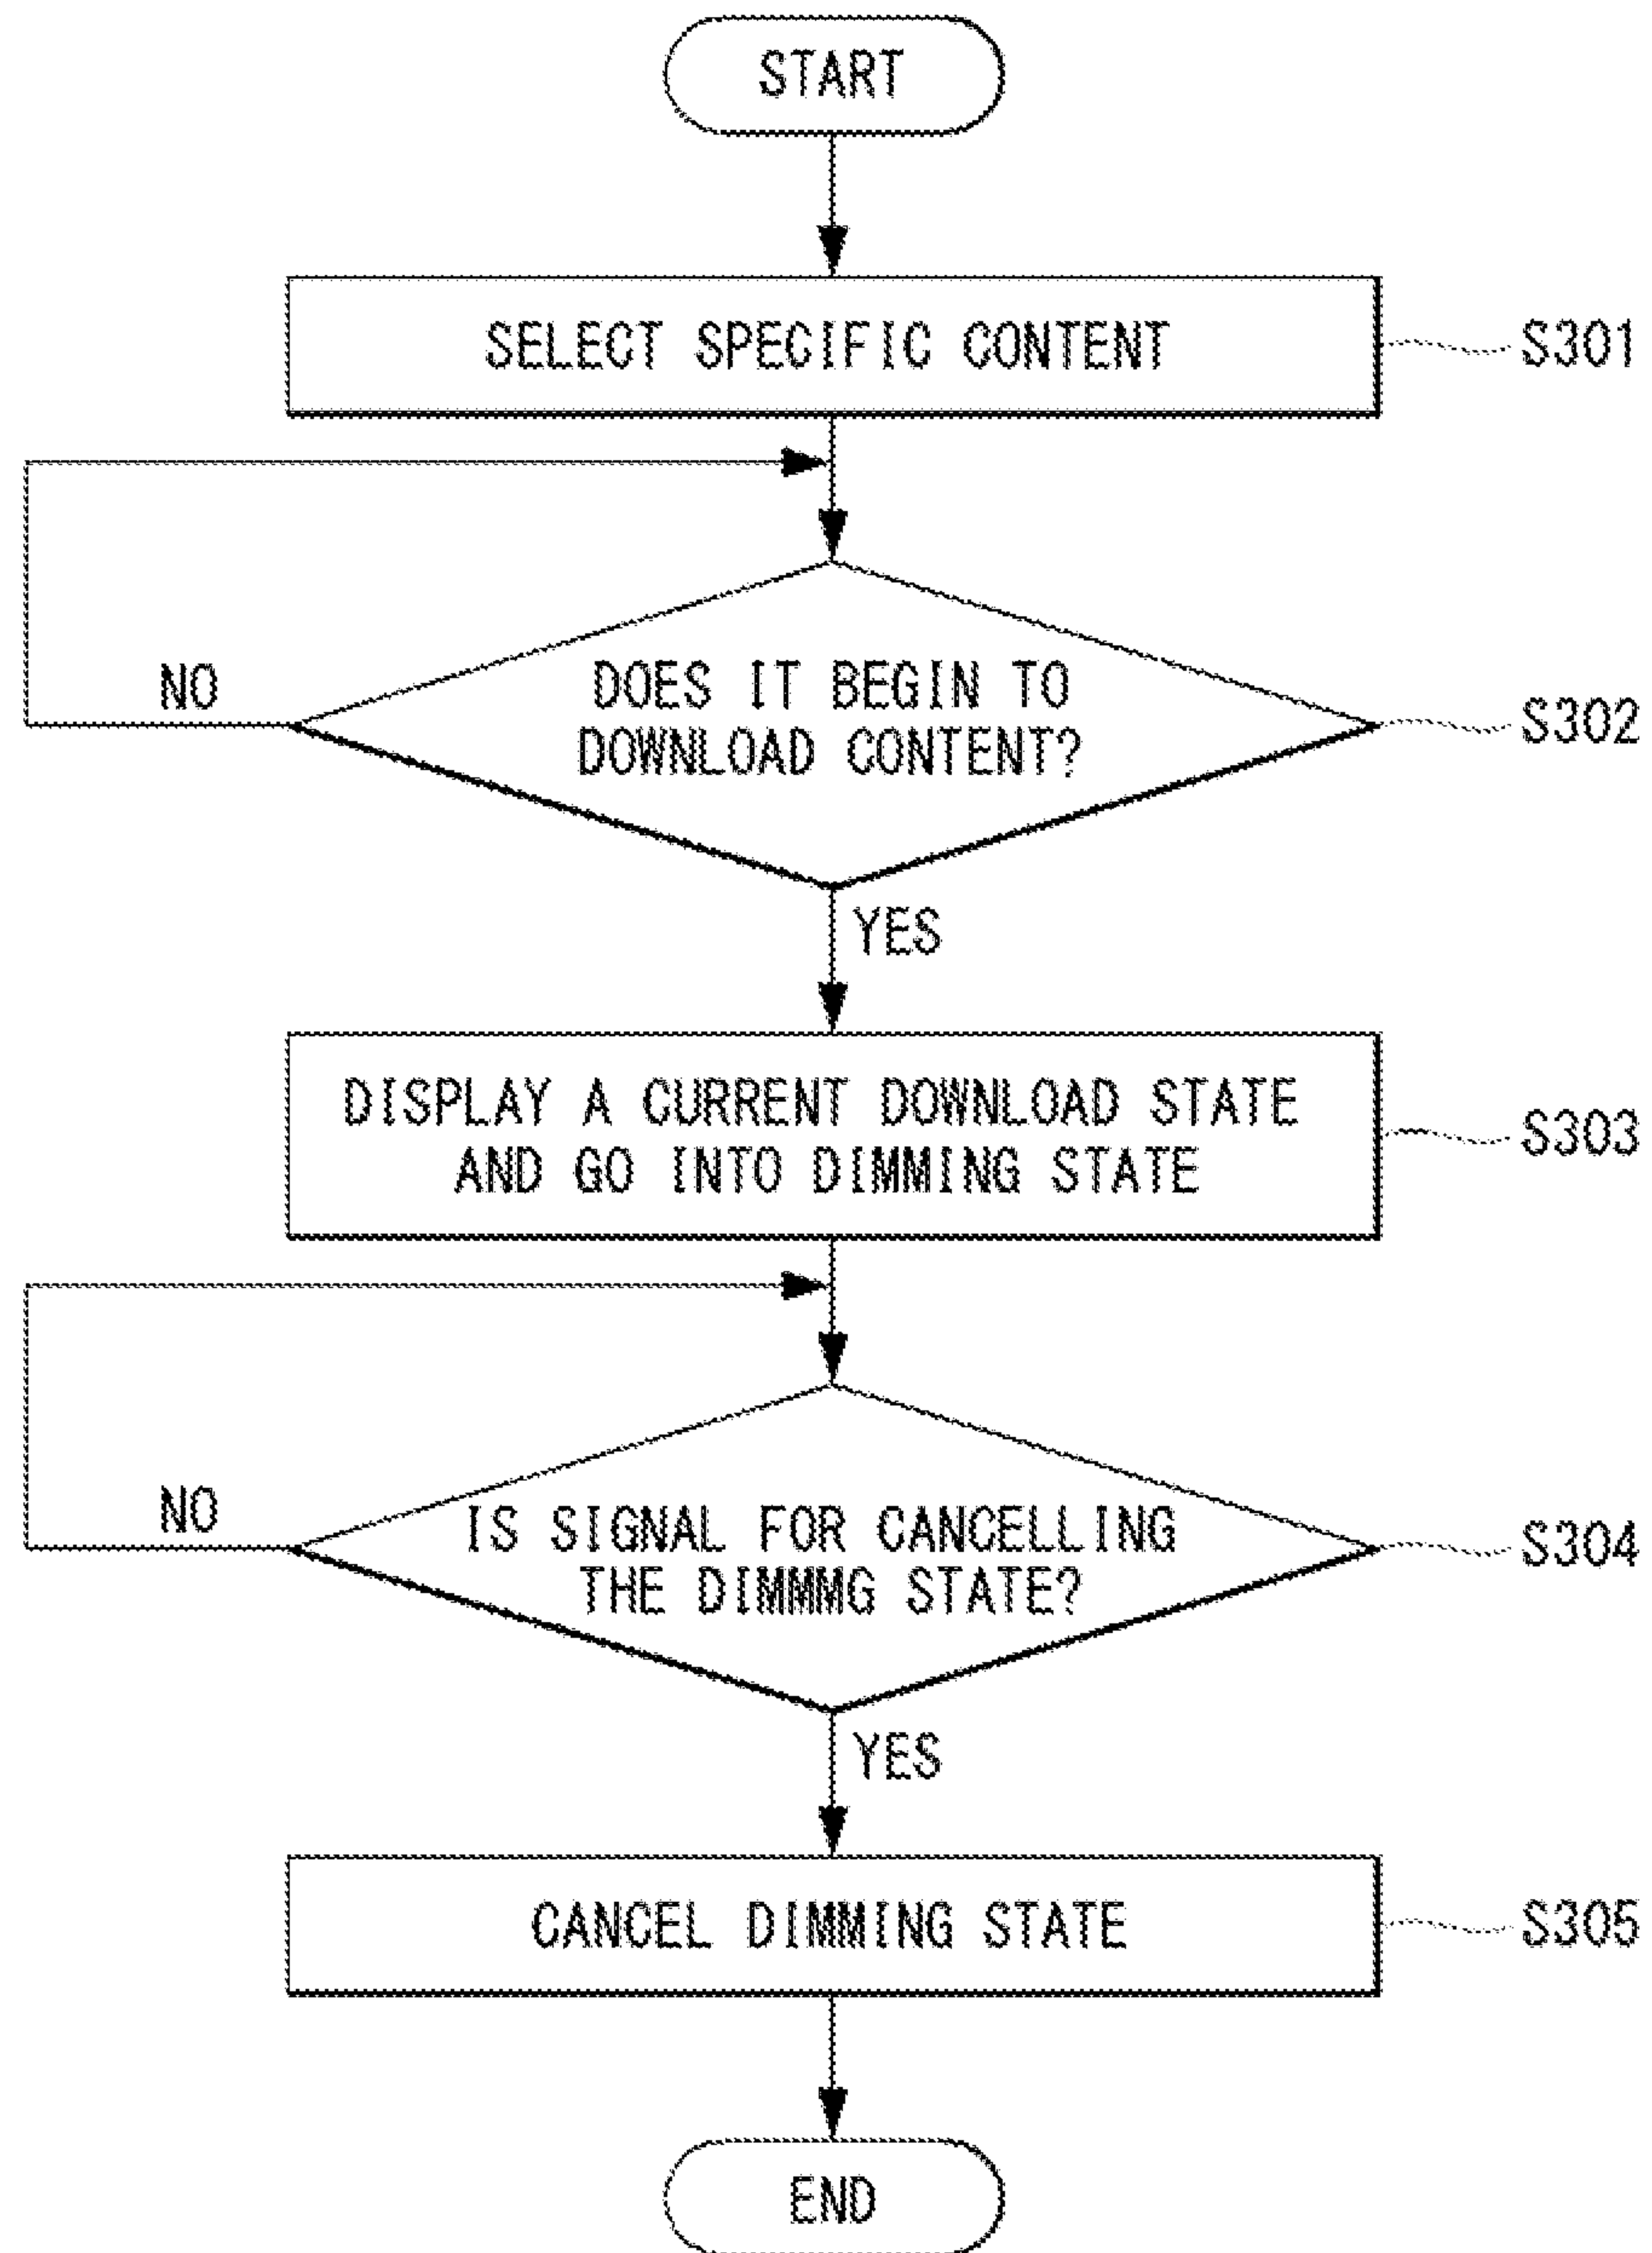 START
SELECT SPECIFIC CONTENT
S301
NO
DOES IT BEGIN TO
DOWNLOAD CONTENT?
S302
YES
DISPLAY A CURRENT DOWNLOAD STATE
AND GO INTO DIMMING STATE
S303
NO
IS SIGNAL FOR CANCELLING
THE DIMMMG STATE?
S304
YES
CANCEL DIMMING STATE
S305
END